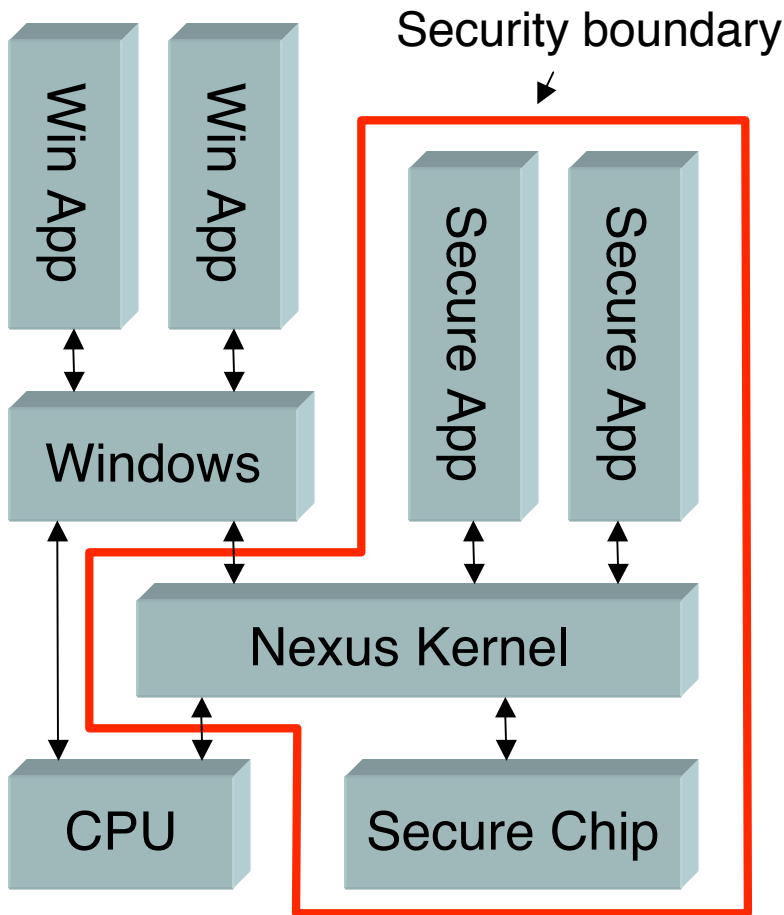 Security boundary
Win App
Win App
Secure App
Secure App
Windows
Nexus Kernel
CPU
Secure Chip